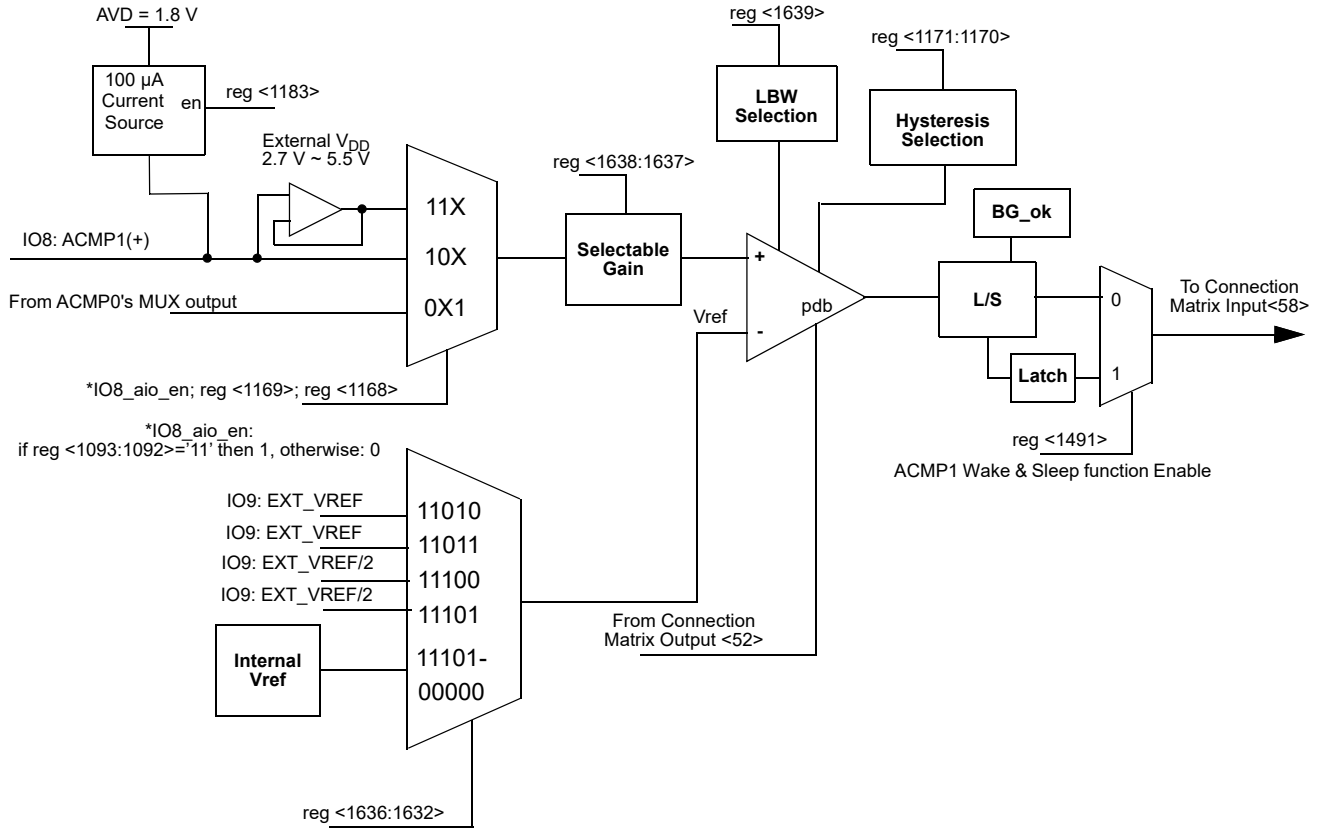 AVD = 1.8 V
100 µA
Current
Source
en
reg <1183>
External VDD
2.7 V ~ 5.5 V
IO8: ACMP1(+)
From ACMP0's MUX output
11X
10X
0X1
*IO8_aio_en; reg <1169>; reg <1168>
*IO8_aio_en:
if reg <1093:1092>='11' then 1, otherwise: 0
reg <1638:1637>
Selectable
Gain
reg <1639>
LBW
Selection
reg <1171:1170>
Hysteresis
Selection
+
-
pdb
Vref
BG_ok
L/S
Latch
0
1
To Connection
Matrix Input<58>
reg <1491>
ACMP1 Wake & Sleep function Enable
IO9: EXT_VREF
IO9: EXT_VREF
IO9: EXT_VREF/2
IO9: EXT_VREF/2
Internal
Vref
11010
11011
11100
11101
11101-
00000
From Connection
Matrix Output <52>
reg <1636:1632>